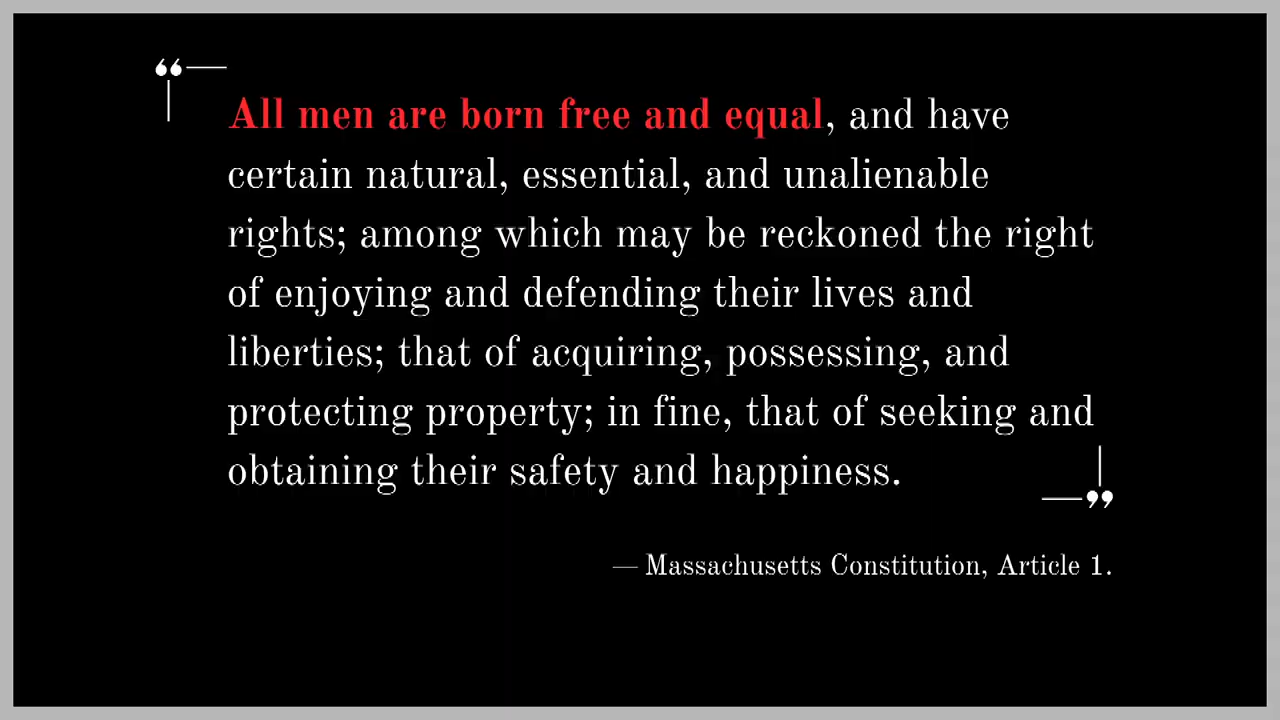 “
All men are born free and equal, and have
certain natural, essential, and unalienable
rights; among which may be reckoned the right
of enjoying and defending their lives and
liberties; that of acquiring, possessing, and
protecting property; in fine, that of seeking and
obtaining their safety and happiness.
”
— Massachusetts Constitution, Article 1.